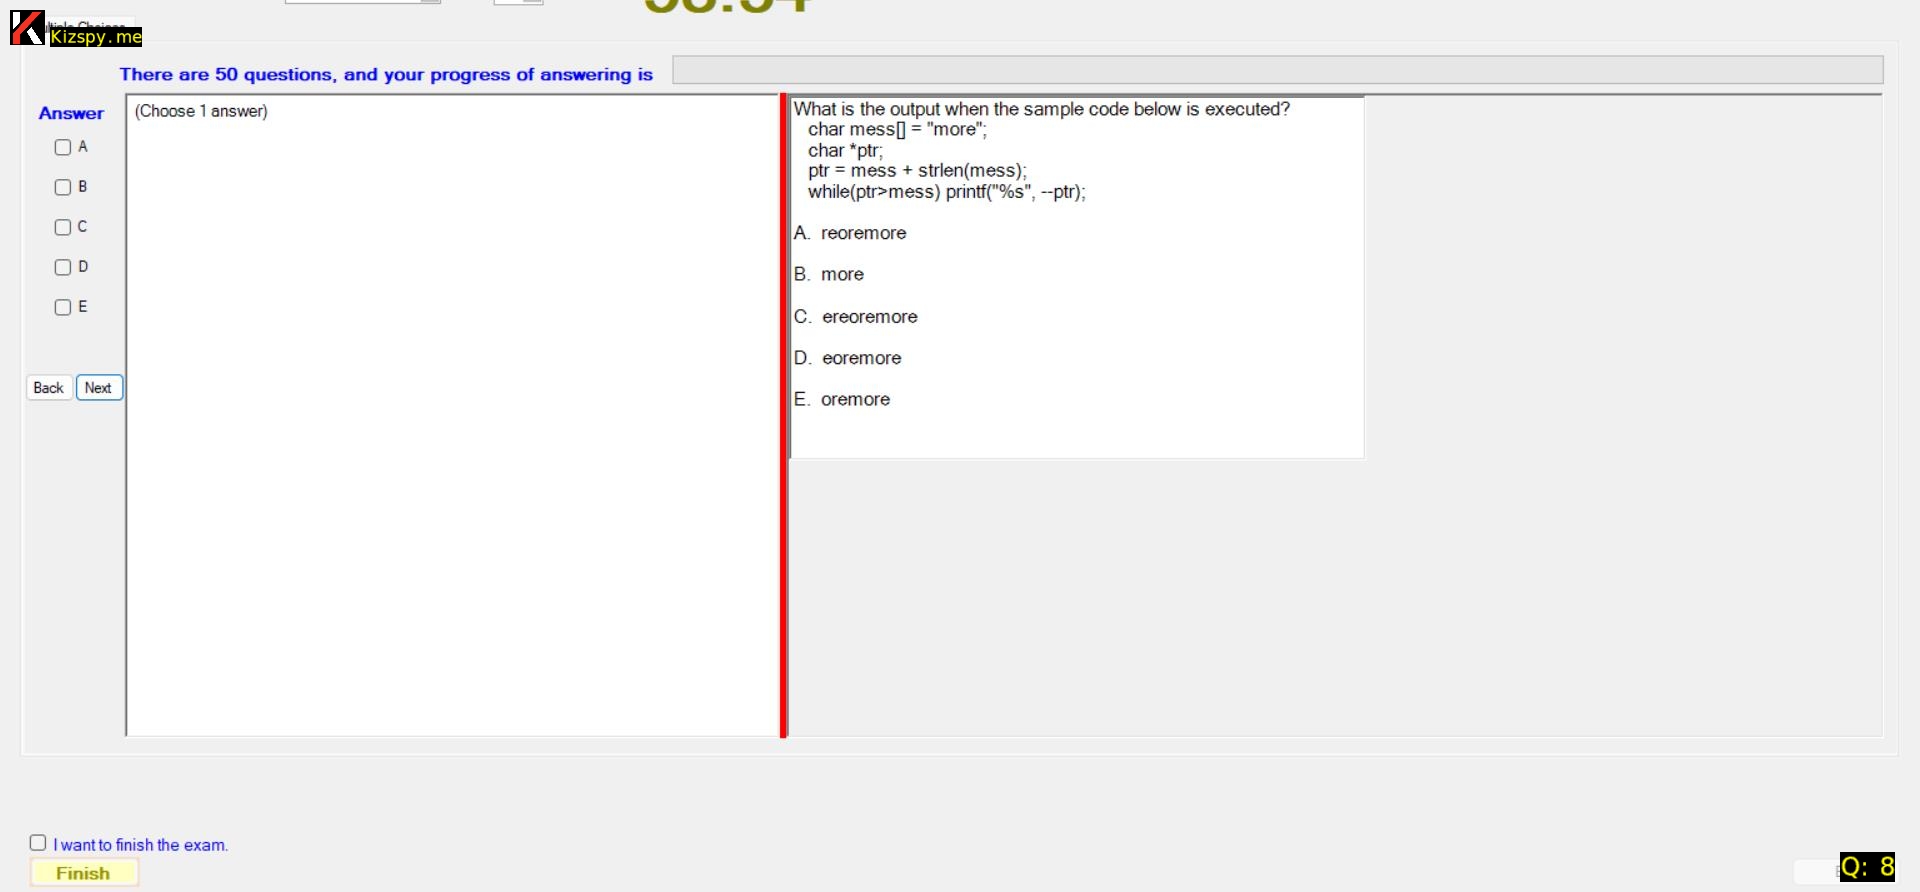 Kizspy.me
There are 50 questions, and your progress of answering is
Answer
(Choose 1 answer)
A
B
C
D
E
Back Next
What is the output when the sample code below is executed?
char mess[] = "more";
char *ptr;
ptr = mess + strlen(mess);
while(ptr>mess) printf("%s", --ptr);
A. reoremore
B. more
C. ereoremore
D. eoremore
E. oremore
I want to finish the exam.
Finish
Q: 8